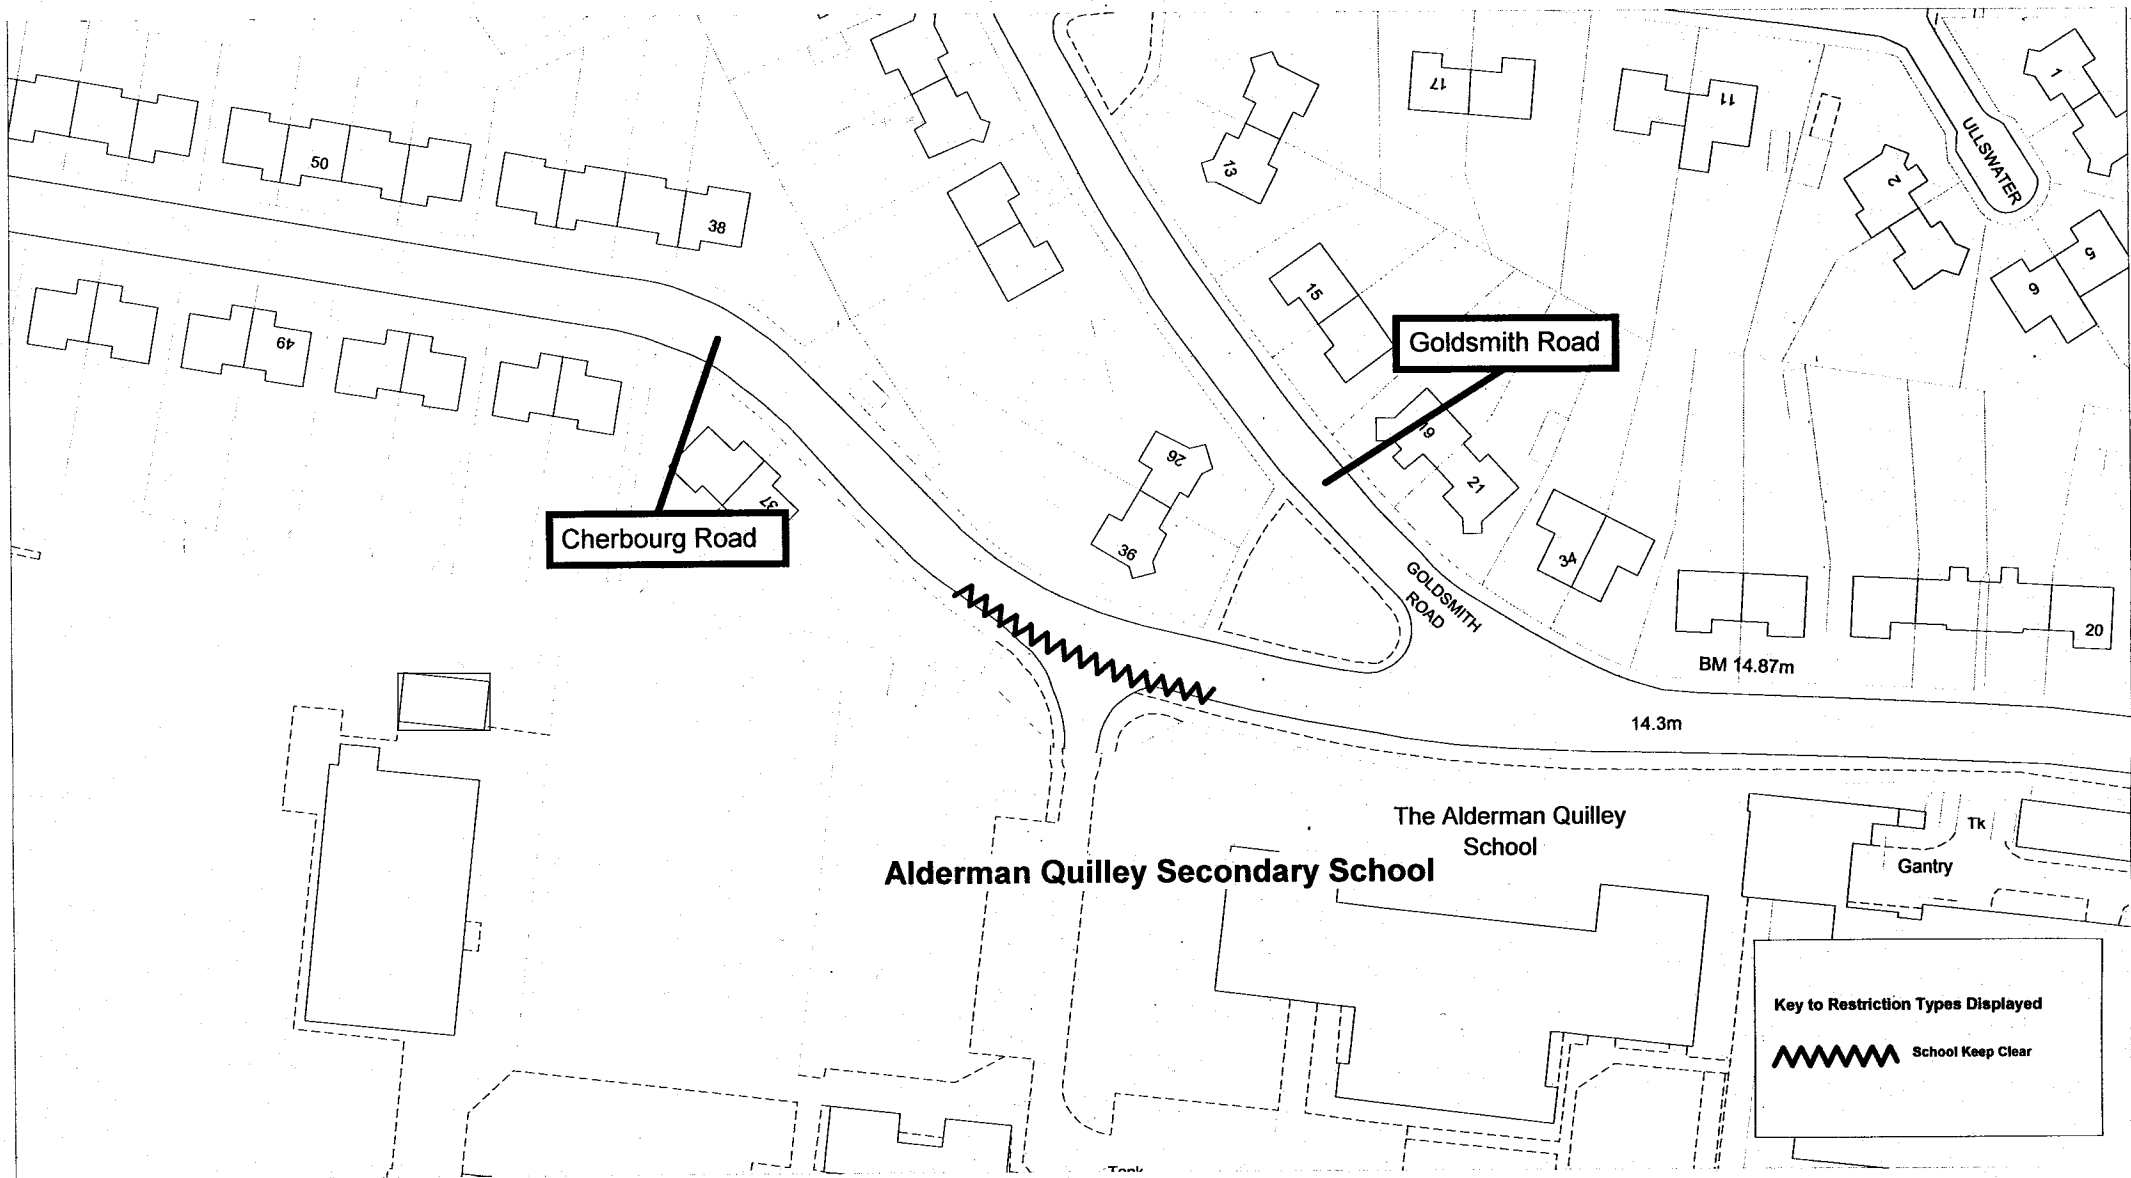 1
17
11
ULLSWATER
13
2
50
38
5
9
15
49
Goldsmith Road
19
26
21
37
Cherbourg Road
36
34
GOLDSMITH
ROAD
20
BM 14.87m
14.3m
The Alderman Quilley
School
Tk
Alderman Quilley Secondary School
Gantry
Key to Restriction Types Displayed
School Keep Clear